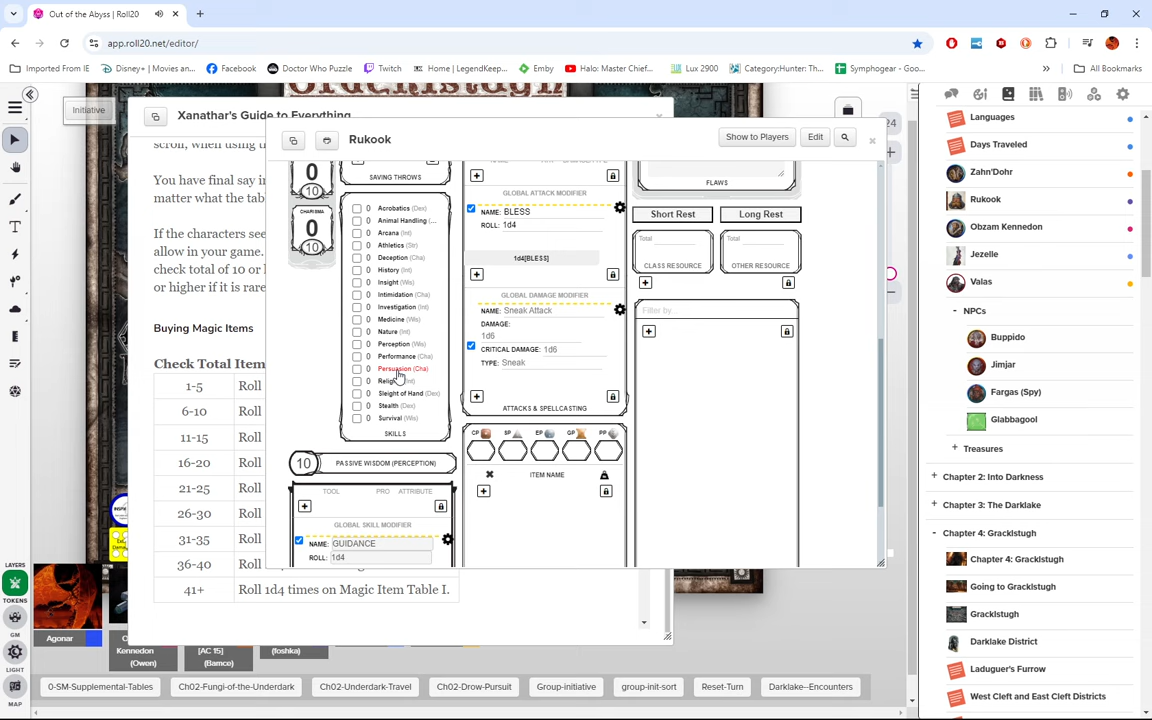 Out of the Abyss | Roll20
app.roll20.net/editor/
Imported From IE
Disney+ | Movies an...
Facebook
Doctor Who Puzzle
Twitch
Home | LegendKeep...
Emby
Halo: Master Chief...
Lux 2900
Category:Hunter: Th...
Symphogear - Goo...
All Bookmarks
Initiative
Xanathar's Guide to Everything
Rukook
Show to Players
Edit
scroll, when using t
You have final say in
matter what the tab
If the characters see
allow in your game.
check total of 10 or l
or higher if it is rare
Buying Magic Items
Check Total Item
1-5 Roll
6-10 Roll
11-15 Roll
16-20 Roll
21-25 Roll
26-30 Roll
31-35 Roll
36-40
41+ Roll 1d4 times on Magic Item Table I.
0
10
CHARISMA
0
10
SAVING THROWS
0 Acrobatics (Dex)
0 Animal Handling (...
0 Arcana (Int)
0 Athletics (Str)
0 Deception (Cha)
0 History (Int)
0 Insight (Wis)
0 Intimidation (Cha)
0 Investigation (Int)
0 Medicine (Wis)
0 Nature (Int)
0 Perception (Wis)
0 Performance (Cha)
0 Persuasion (Cha)
0 Religion (Int)
0 Sleight of Hand (Dex)
0 Stealth (Dex)
0 Survival (Wis)
SKILLS
10 PASSIVE WISDOM (PERCEPTION)
TOOL PRO ATTRIBUTE
GLOBAL SKILL MODIFIER
NAME: GUIDANCE
ROLL: 1d4
GLOBAL ATTACK MODIFIER
NAME: BLESS
ROLL: 1d4
1d4[BLESS]
GLOBAL DAMAGE MODIFIER
NAME: Sneak Attack
DAMAGE:
1d6
CRITICAL DAMAGE: 1d6
TYPE: Sneak
ATTACKS & SPELLCASTING
CP SP EP GP PP
ITEM NAME
FLAWS
Short Rest
Long Rest
Total
CLASS RESOURCE
Total
OTHER RESOURCE
Filter by...
24
Languages
Days Traveled
Zahn'Dohr
Rukook
Obzam Kennedon
Jezelle
Valas
NPCs
Buppido
Jimjar
Fargas (Spy)
Glabbagool
Treasures
Chapter 2: Into Darkness
Chapter 3: The Darklake
Chapter 4: Gracklstugh
Chapter 4: Gracklstugh
Going to Gracklstugh
Gracklstugh
Darklake District
Laduguer's Furrow
West Cleft and East Cleft Districts
LAYERS
TOKENS
GM
LIGHT
MAP
Agonar
Kennedon
(Owen)
[AC 15]
(Bamce)
(foshka)
0-SM-Supplemental-Tables
Ch02-Fungi-of-the-Underdark
Ch02-Underdark-Travel
Ch02-Drow-Pursuit
Group-initiative
group-init-sort
Reset-Turn
Darklake--Encounters